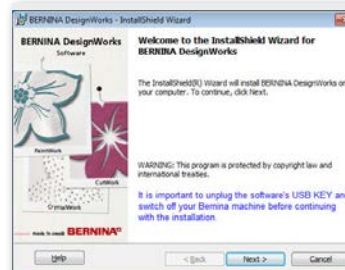 BERNINA DesignWorks - InstallShield Wizard
BERNINA DesignWorks
Software
PaintWork
CutWork
CrystalWork
made to create BERNINA
Welcome to the InstallShield Wizard for
BERNINA DesignWorks
The InstallShield(R) Wizard will install BERNINA DesignWorks on
your computer. To continue, click Next.
WARNING: This program is protected by copyright law and
international treaties.
It is important to unplug the software's USB KEY an
switch off your Bernina machine before continuing
with the installation.
Help
< Back
Next >
Cancel